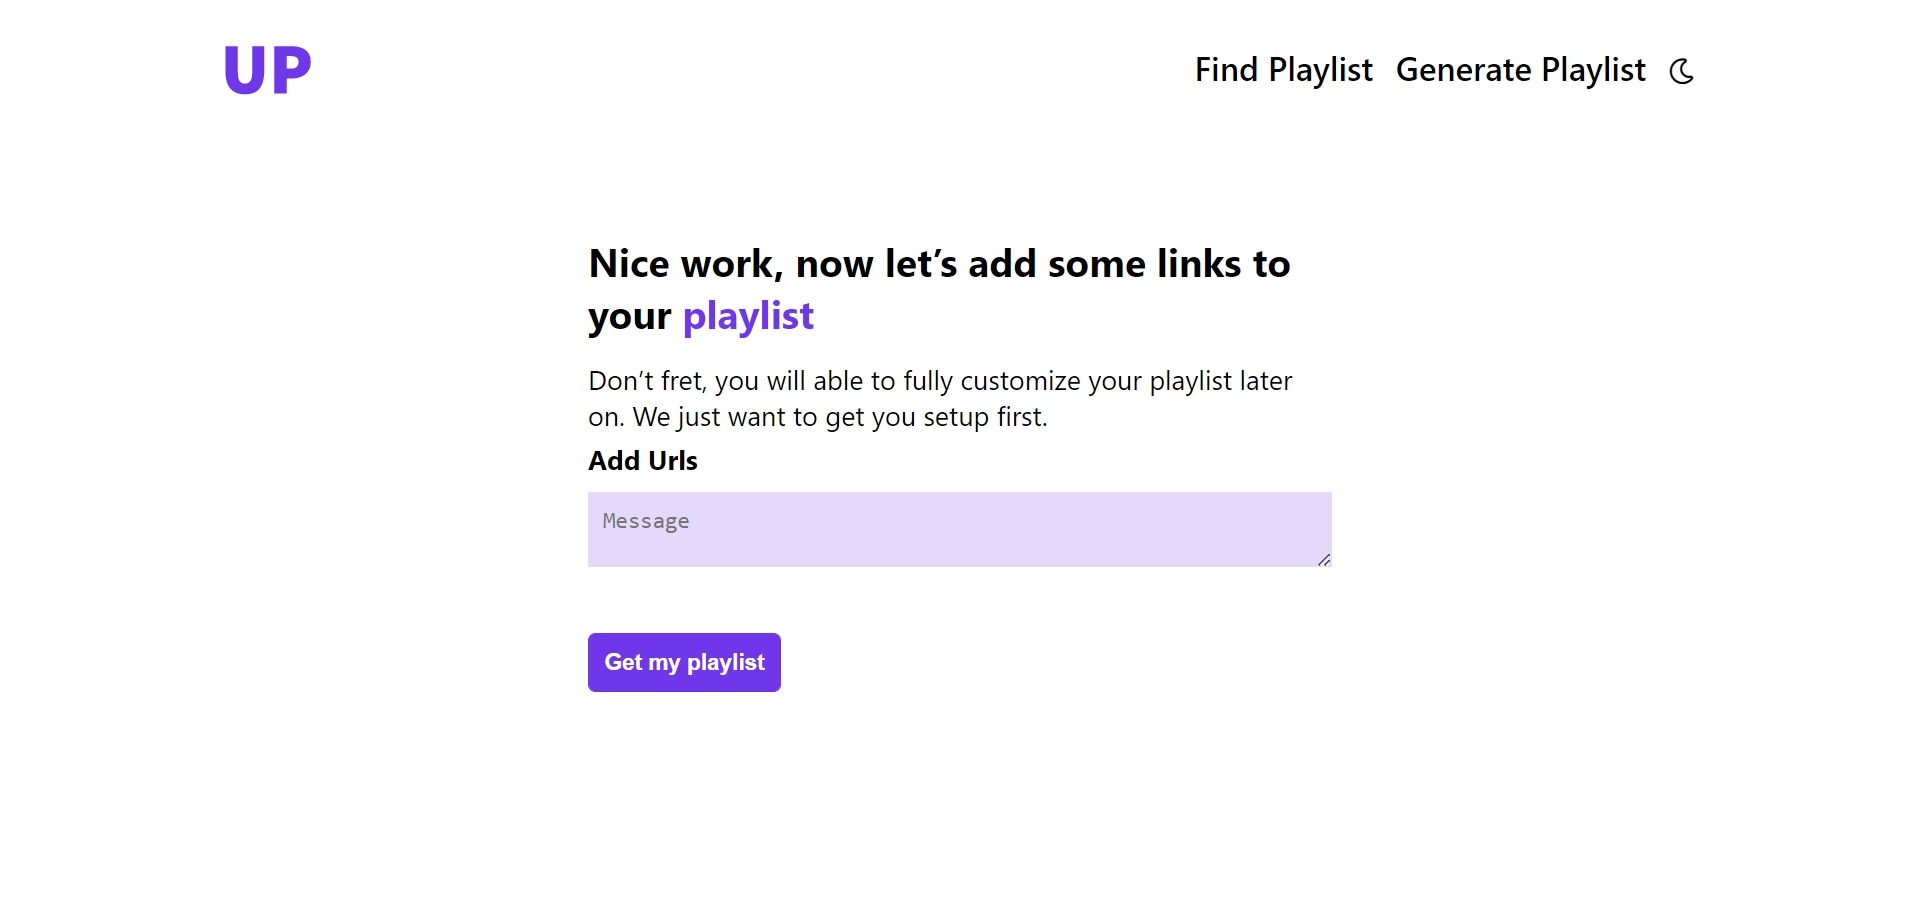 UP
Find Playlist Generate Playlist
Nice work, now let’s add some links to
your playlist
Don’t fret, you will able to fully customize your playlist later
on. We just want to get you setup first.
Add Urls
Message
Get my playlist